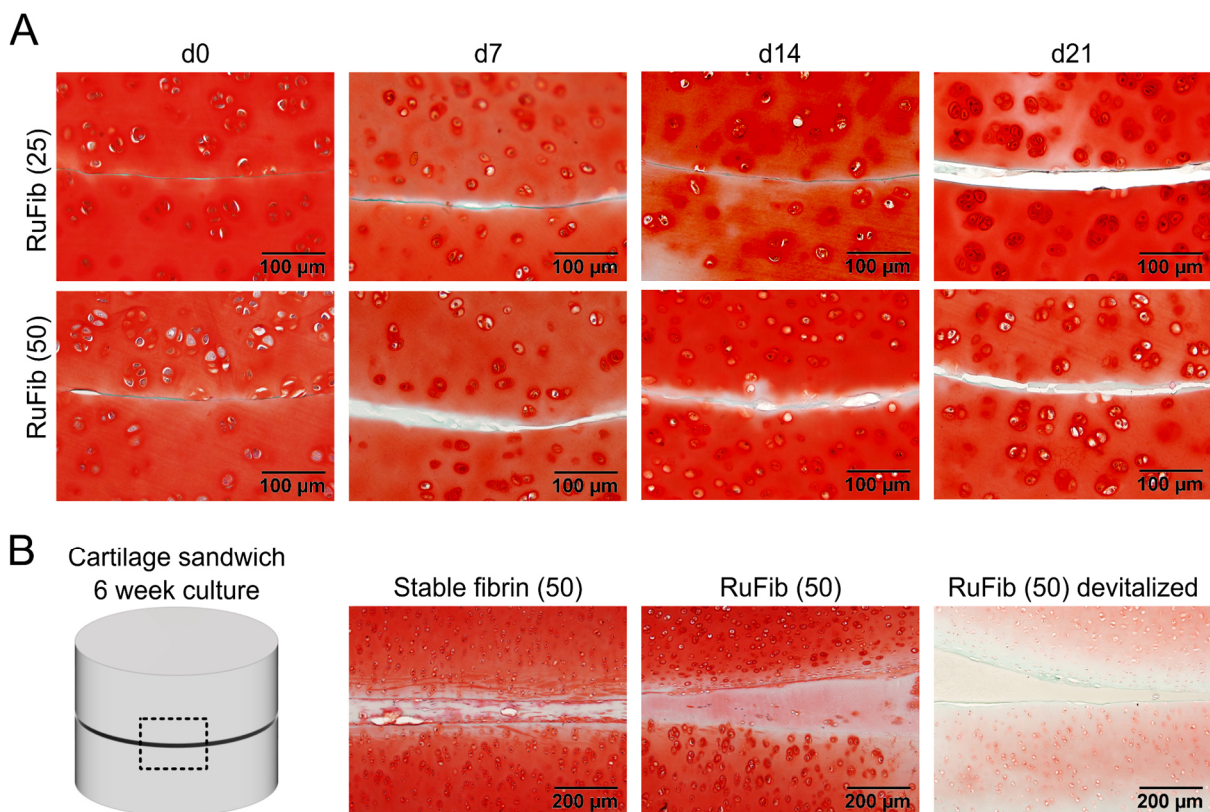 A
d0
d7
d14
d21
RuFib (25)
100 µm
100 µm
100 µm
100 µm
RuFib (50)
100 µm
100 µm
100 µm
100 µm
B
Cartilage sandwich
6 week culture
Stable fibrin (50)
RuFib (50)
RuFib (50) devitalized
200 µm
200 µm
200 µm